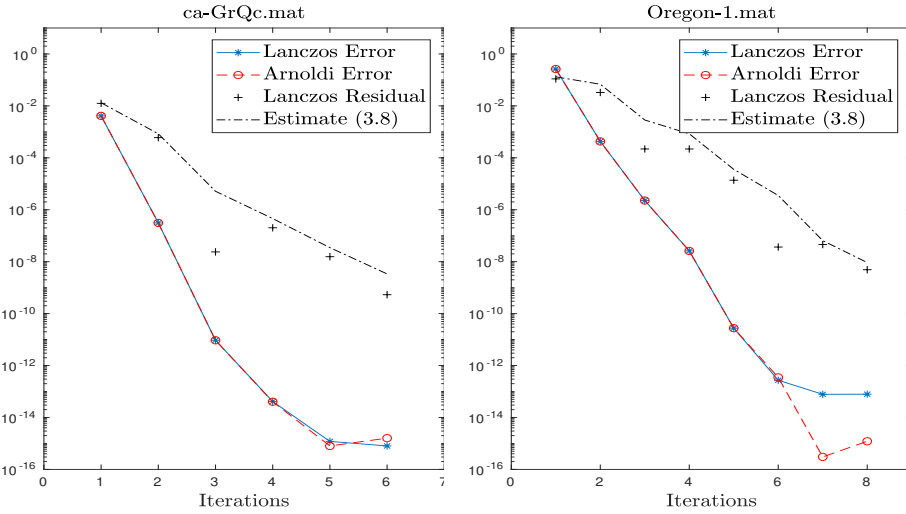 ca-GrQc.mat
Lanczos Error
Arnoldi Error
Lanczos Residual
Estimate (3.8)
10^0
10^-2
10^-4
10^-6
10^-8
10^-10
10^-12
10^-14
10^-16
0 1 2 3 4 5 6 7
Iterations
Oregon-1.mat
Lanczos Error
Arnoldi Error
Lanczos Residual
Estimate (3.8)
10^0
10^-2
10^-4
10^-6
10^-8
10^-10
10^-12
10^-14
10^-16
0 2 4 6 8
Iterations